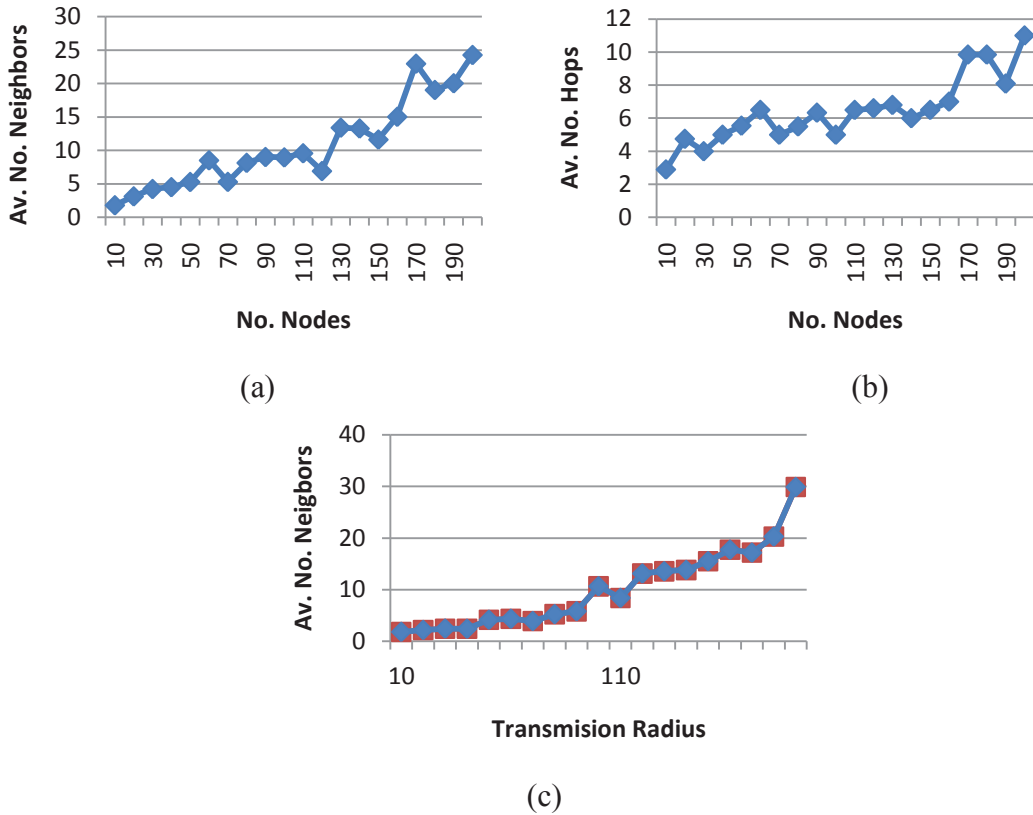 Av. No. Neighbors
30
25
20
15
10
5
0
10 30 50 70 90 110 130 150 170 190
No. Nodes
(a)
Av. No. Hops
12
10
8
6
4
2
0
10 30 50 70 90 110 130 150 170 190
No. Nodes
(b)
Av. No. Neigbors
40
30
20
10
0
10 110
Transmision Radius
(c)